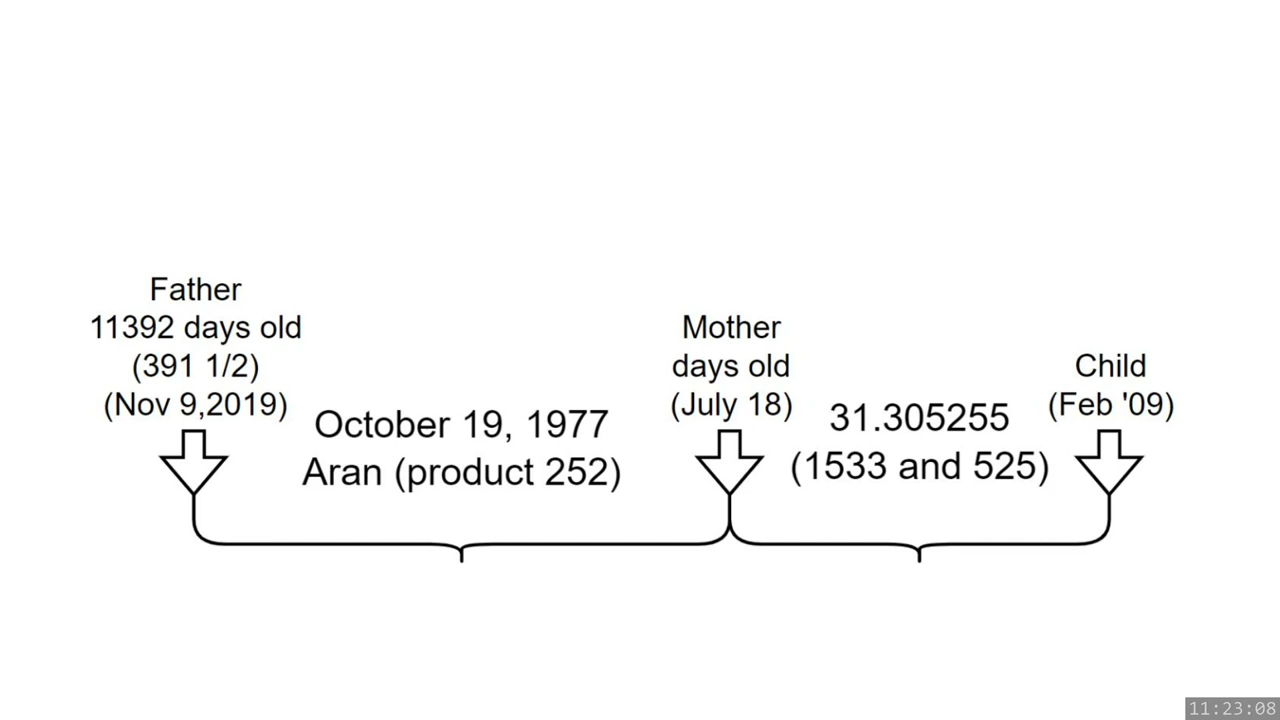 Father
11392 days old
(391 1/2)
(Nov 9,2019)
October 19, 1977
Aran (product 252)
Mother
days old
(July 18)
31.305255
(1533 and 525)
Child
(Feb '09)
11:23:08